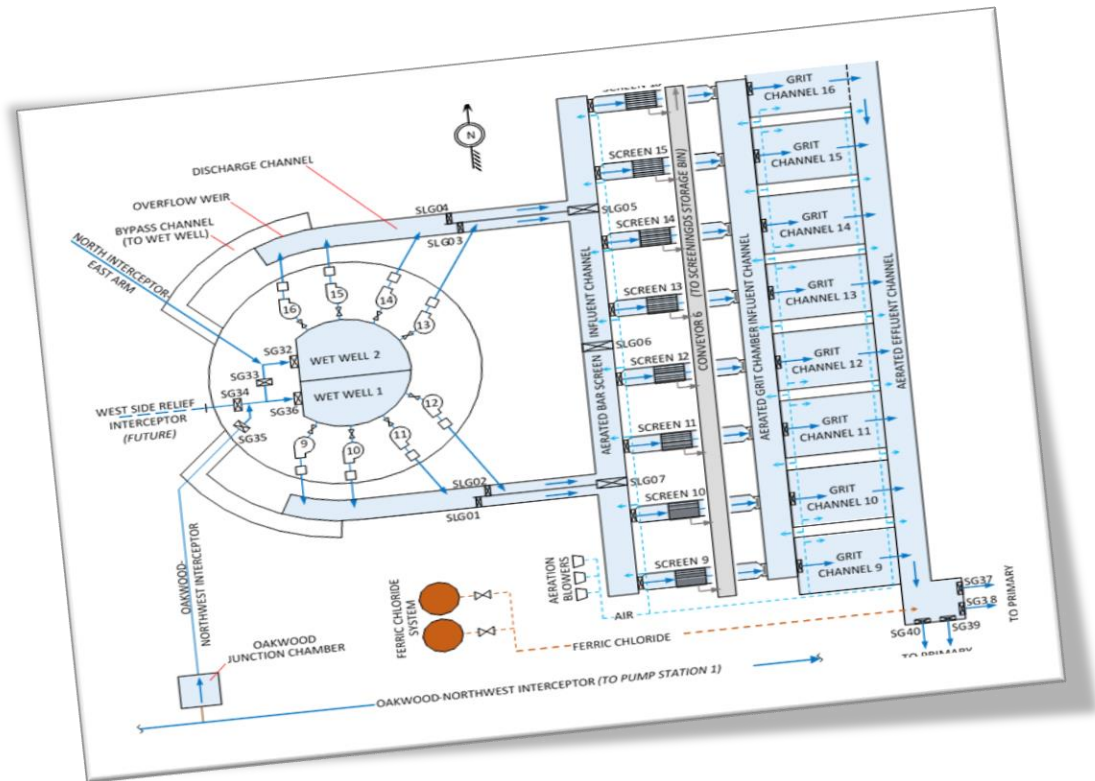 DISCHARGE CHANNEL
OVERFLOW WEIR
BYPASS CHANNEL
(TO WET WELL)
NORTH INTERCEPTOR-
EAST ARM
N
SLG04
SLG03
SLG05
SLG06
SLG07
SLG02
SLG01
16
15
14
13
WET WELL 2
WET WELL 1
12
11
10
9
SG32
SG33
SG34
SG36
SG35
WEST SIDE RELIEF
INTERCEPTOR
(FUTURE)
OAKWOOD-
NORTHWEST INTERCEPTOR
OAKWOOD
JUNCTION CHAMBER
AERATED BAR SCREEN INFLUENT CHANNEL
SCREEN 15
SCREEN 14
SCREEN 13
SCREEN 12
SCREEN 11
SCREEN 10
SCREEN 9
CONVEYOR 6 (TO SCREENINGDS STORAGE BIN)
AERATED GRIT CHAMBER INFLUENT CHANNEL
GRIT
CHANNEL 16
GRIT
CHANNEL 15
GRIT
CHANNEL 14
GRIT
CHANNEL 13
GRIT
CHANNEL 12
GRIT
CHANNEL 11
GRIT
CHANNEL 10
GRIT
CHANNEL 9
AERATED EFFLUENT CHANNEL
AERATION
BLOWERS
AIR
FERRIC CHLORIDE
SYSTEM
FERRIC CHLORIDE
SG37
SG38
SG39
SG40
TO PRIMARY
TO PRIMARY
OAKWOOD-NORTHWEST INTERCEPTOR (TO PUMP STATION 1)